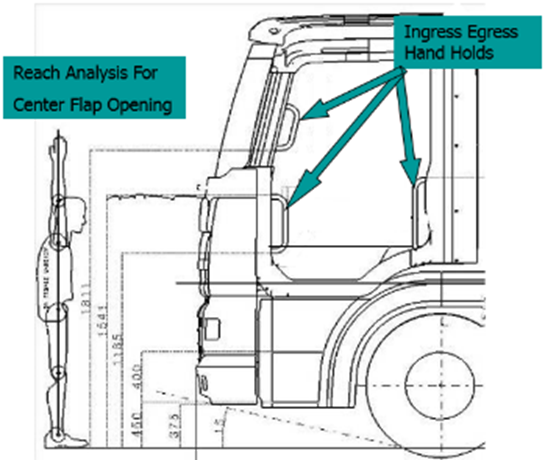 Ingress Egress
Hand Holds
Reach Analysis For
Center Flap Opening
1811
1541
1185
400
450
375
15